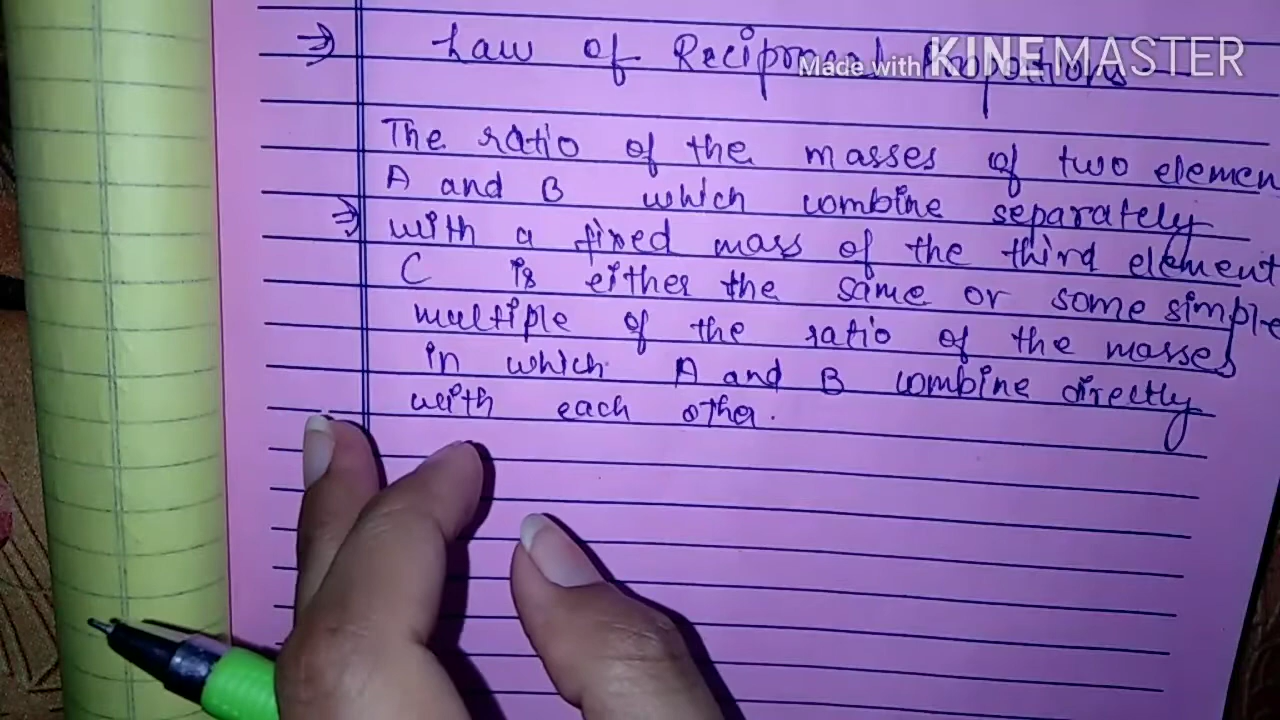 ⇒ Law of Reciprocal Propotions
Made with KINEMASTER
The ratio of the masses of two elemen
A and B which combine separately
⇒ with a fixed mass of the third element
C is either the same or some simple
multiple of the ratio of the masses
in which A and B combine directly
with each other.